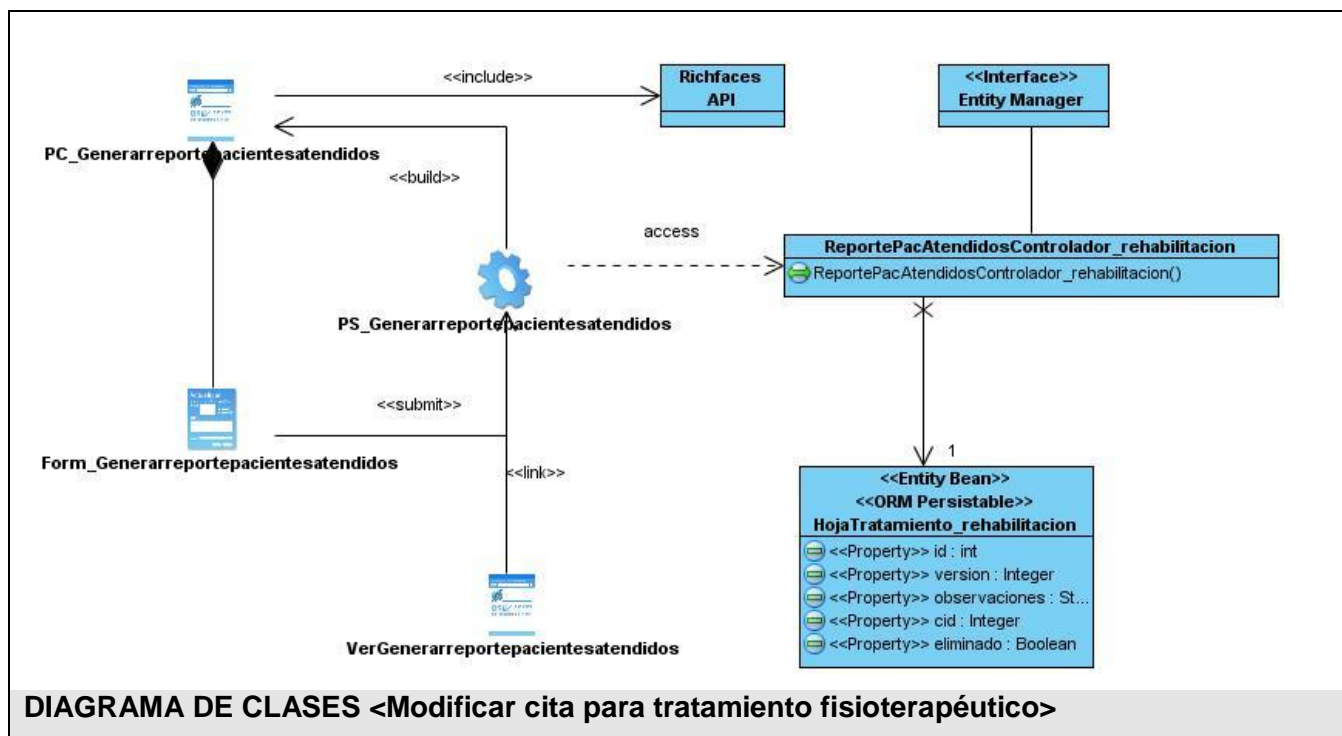 <<include>>
Richfaces
API
<<Interface>>
Entity Manager
PC_Generarreportepacientesatendidos
<<build>>
access
ReportePacAtendidosControlador_rehabilitacion
ReportePacAtendidosControlador_rehabilitacion()
PS_Generarreportepacientesatendidos
<<submit>>
Form_Generarreportepacientesatendidos
<<link>>
1
<<Entity Bean>>
<<ORM Persistable>>
HojaTratamiento_rehabilitacion
<<Property>> id : int
<<Property>> version : Integer
<<Property>> observaciones : St...
<<Property>> cid : Integer
<<Property>> eliminado : Boolean
VerGenerarreportepacientesatendidos
DIAGRAMA DE CLASES <Modificar cita para tratamiento fisioterapéutico>